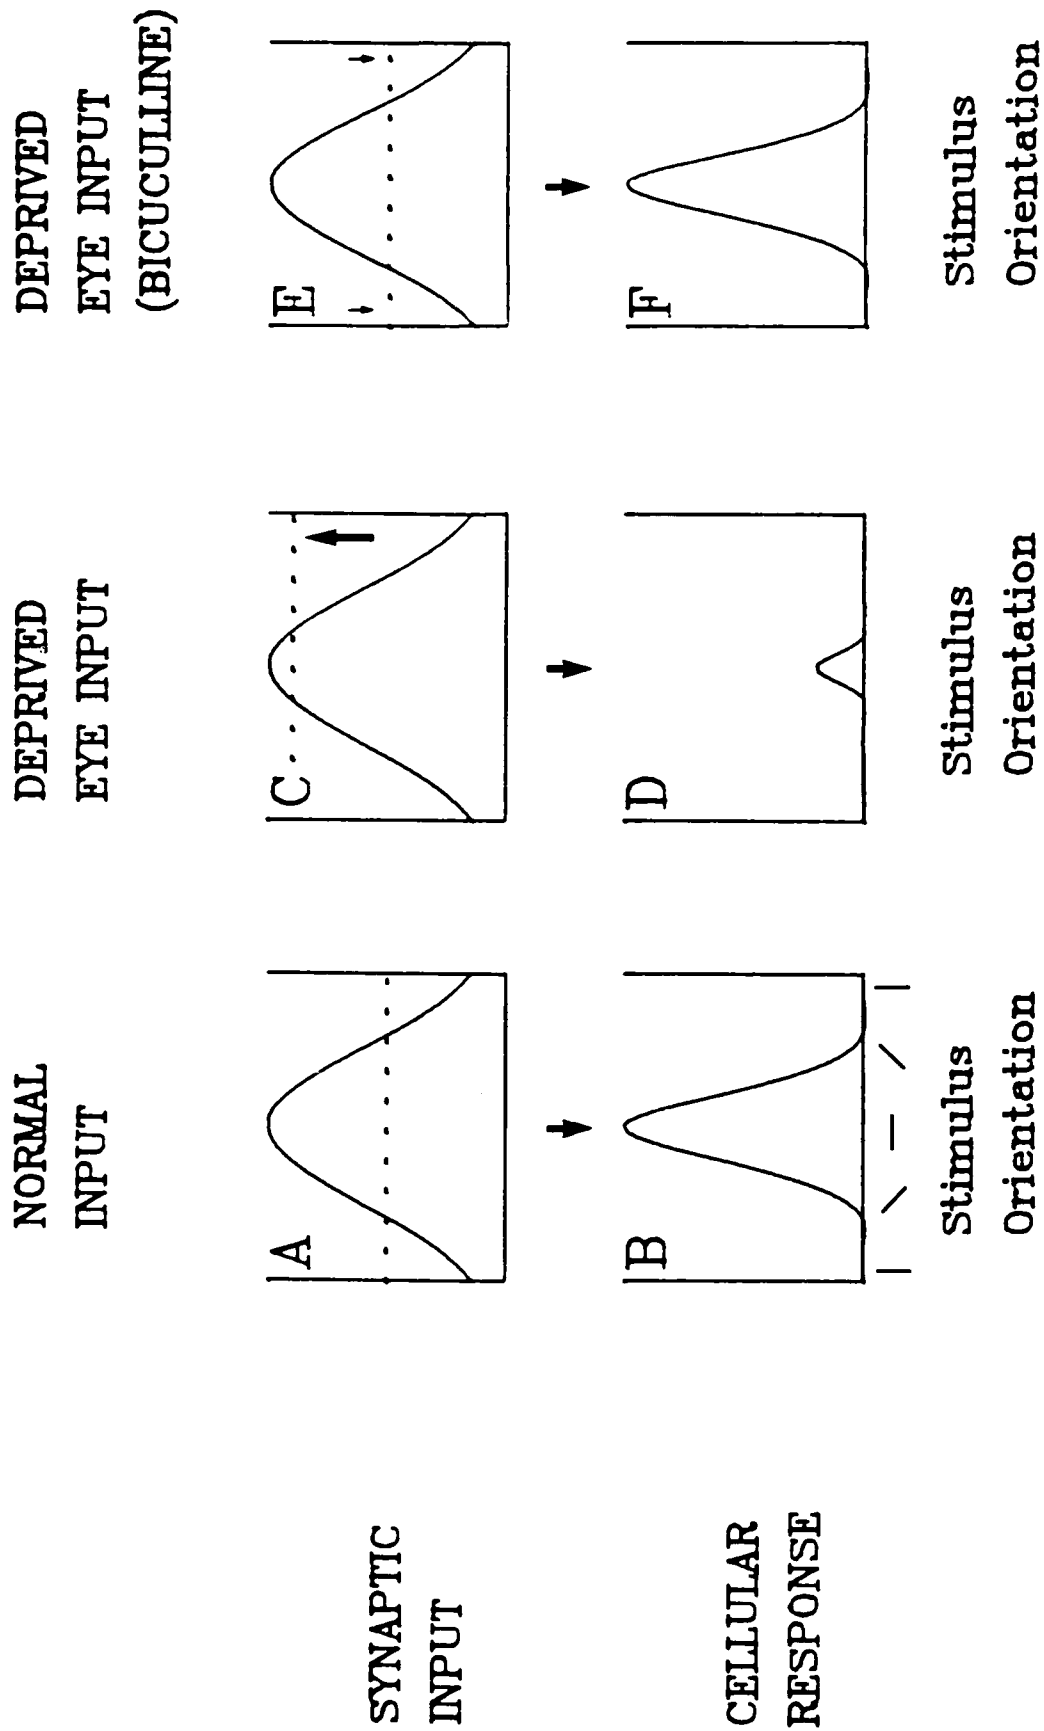 NORMAL
INPUT
DEPRIVED
EYE INPUT
DEPRIVED
EYE INPUT
(BICUCULLINE)
SYNAPTIC
INPUT
A
C
E
CELLULAR
RESPONSE
B
D
F
Stimulus
Orientation
Stimulus
Orientation
Stimulus
Orientation